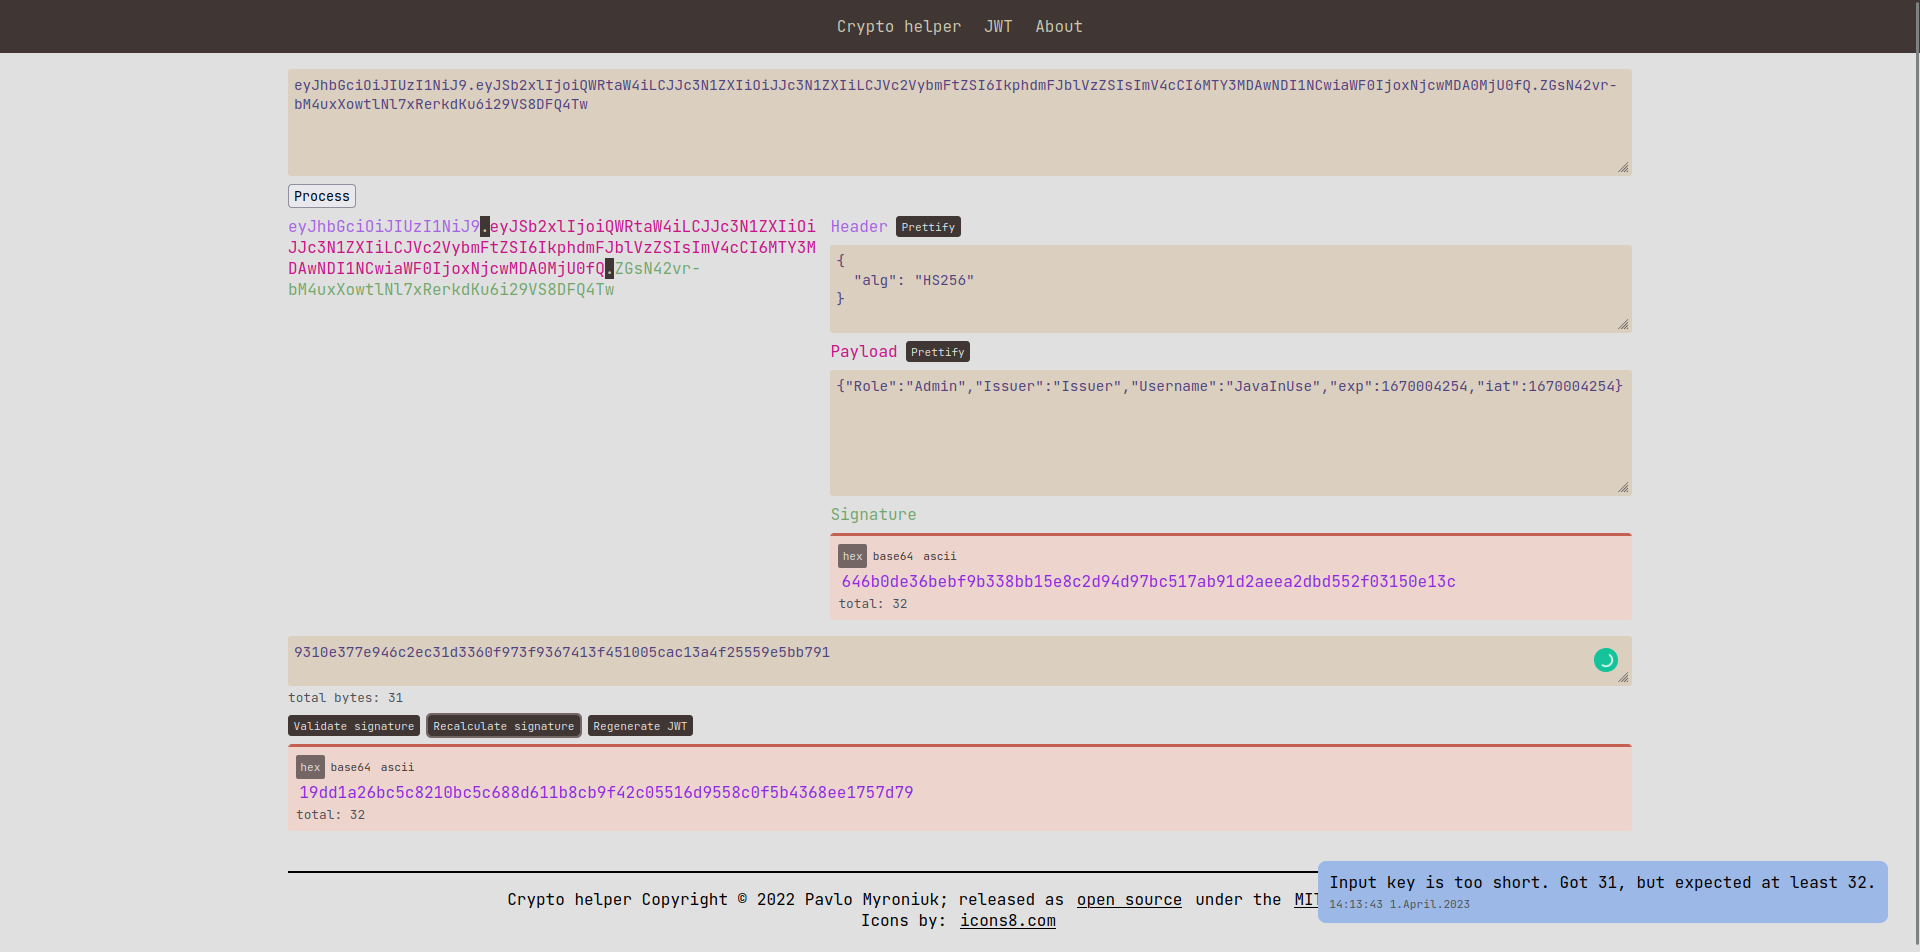 Crypto helper JWT About
eyJhbGciOiJIUzI1NiJ9.eyJSb2xlIjoiQWRtaW4iLCJJc3N1ZXIiOiJJc3N1ZXIiLCJVc2VybmFtZSI6IkphdmFJblVzZSIsImV4cCI6MTY3MDAwNDI1NCwiaWF0IjoxNjcwMDA0MjU0fQ.ZGsN42vr-
bM4uxXowtlNl7xRerkdKu6i29VS8DFQ4Tw
Process
eyJhbGciOiJIUzI1NiJ9.eyJSb2xlIjoiQWRtaW4iLCJJc3N1ZXIiOi
JJc3N1ZXIiLCJVc2VybmFtZSI6IkphdmFJblVzZSIsImV4cCI6MTY3M
DAwNDI1NCwiaWF0IjoxNjcwMDA0MjU0fQ.ZGsN42vr-
bM4uxXowtlNl7xRerkdKu6i29VS8DFQ4Tw
Header Prettify
{
"alg": "HS256"
}
Payload Prettify
{"Role":"Admin","Issuer":"Issuer","Username":"JavaInUse","exp":1670004254,"iat":1670004254}
Signature
hex base64 ascii
646b0de36bebf9b338bb15e8c2d94d97bc517ab91d2aeea2dbd552f03150e13c
total: 32
9310e377e946c2ec31d3360f973f9367413f451005cac13a4f25559e5bb791
total bytes: 31
Validate signature Recalculate signature Regenerate JWT
hex base64 ascii
19dd1a26bc5c8210bc5c688d611b8cb9f42c05516d9558c0f5b4368ee1757d79
total: 32
Crypto helper Copyright © 2022 Pavlo Myroniuk; released as open source under the MIT
Icons by: icons8.com
Input key is too short. Got 31, but expected at least 32.
14:13:43 1.April.2023